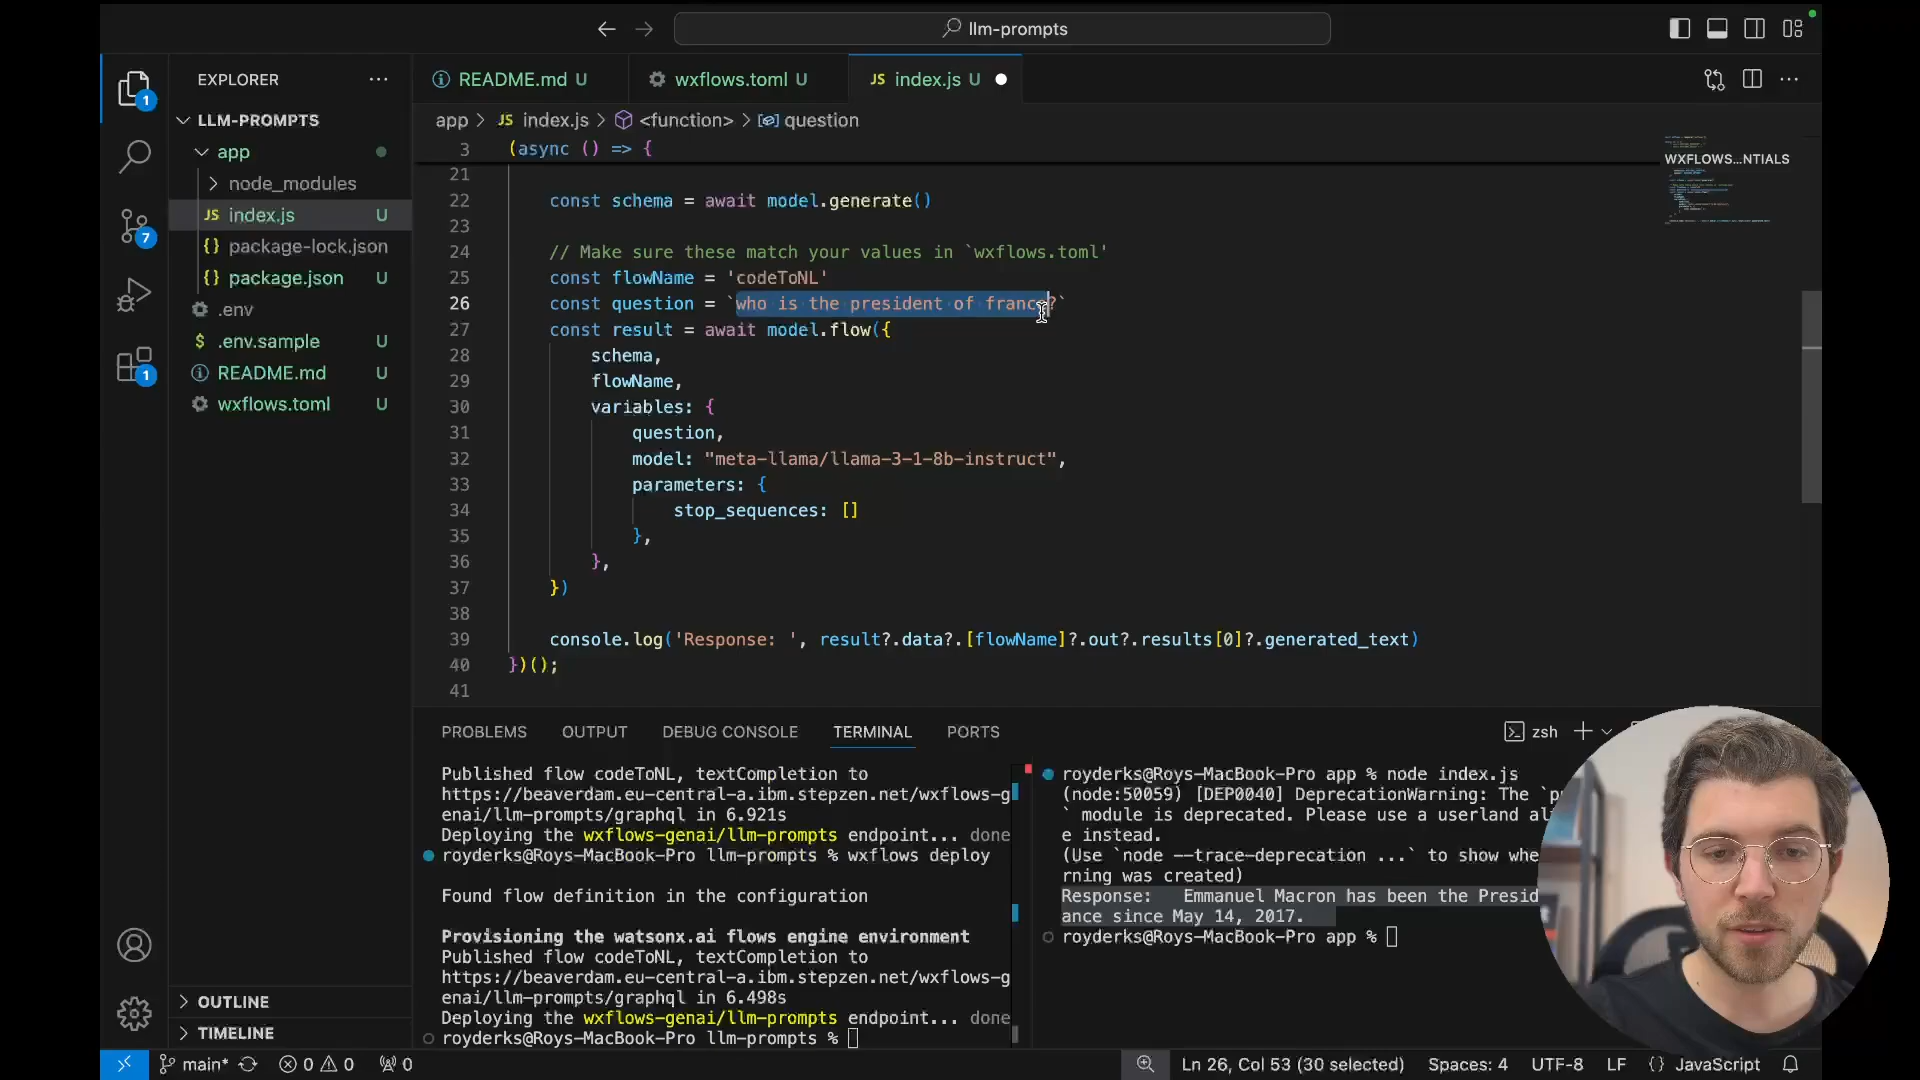 llm-prompts
EXPLORER
README.md U
wxflows.toml U
JS index.js U
LLM-PROMPTS
app > JS index.js > <function> > question
app
node_modules
JS index.js U
{} package-lock.json
{} package.json U
.env
$ .env.sample U
README.md U
wxflows.toml U
OUTLINE
TIMELINE
1
7
1
3 (async () => {
21
22 const schema = await model.generate()
23
24 // Make sure these match your values in `wxflows.toml'
25 const flowName = 'codeToNL'
26 const question = `who is the president of france?`
27 const result = await model.flow({
28 schema,
29 flowName,
30 variables: {
31 question,
32 model: "meta-llama/llama-3-1-8b-instruct",
33 parameters: {
34 stop_sequences: []
35 },
36 },
37 })
38
39 console.log('Response: ', result?.data?.[flowName]?.out?.results[0]?.generated_text)
40 })();
41
WXFLOWS...NTIALS
PROBLEMS OUTPUT DEBUG CONSOLE TERMINAL PORTS
zsh
Published flow codeToNL, textCompletion to
https://beaverdam.eu-central-a.ibm.stepzen.net/wxflows-g
enai/llm-prompts/graphql in 6.921s
Deploying the wxflows-genai/llm-prompts endpoint... done
royderks@Roys-MacBook-Pro llm-prompts % wxflows deploy
Found flow definition in the configuration
Provisioning the watsonx.ai flows engine environment
Published flow codeToNL, textCompletion to
https://beaverdam.eu-central-a.ibm.stepzen.net/wxflows-g
enai/llm-prompts/graphql in 6.498s
Deploying the wxflows-genai/llm-prompts endpoint... done
royderks@Roys-MacBook-Pro llm-prompts %
royderks@Roys-MacBook-Pro app % node index.js
(node:50059) [DEP0040] DeprecationWarning: The
` module is deprecated. Please use a userland
e instead.
(Use `node --trace-deprecation ...` to show
rning was created)
Response: Emmanuel Macron has been the
ance since May 14, 2017.
royderks@Roys-MacBook-Pro app %
main* 0 0 0
Ln 26, Col 53 (30 selected) Spaces: 4 UTF-8 LF {} JavaScript